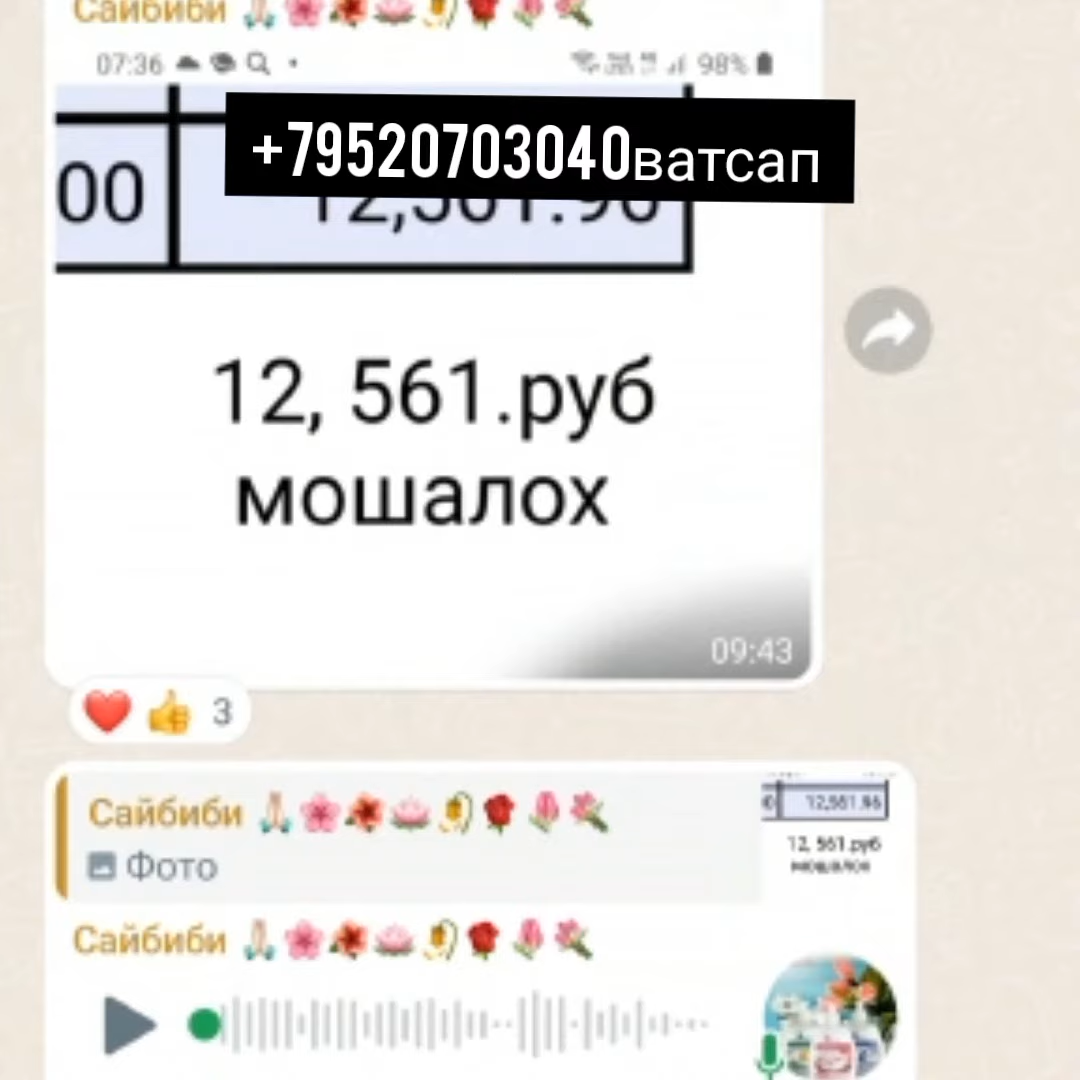 Сайбиби
07:36 98%
+79520703040ватсап
00
12, 561.руб
мошалох
09:43
3
Сайбиби
12,561.96
12, 561.руб
мошалох
Фото
Сайбиби